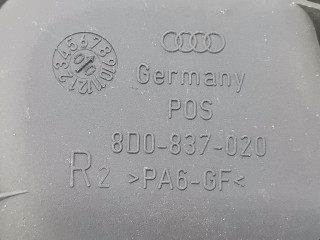 Germany
POS
8D0-837-020
R2 >PA6-GF<